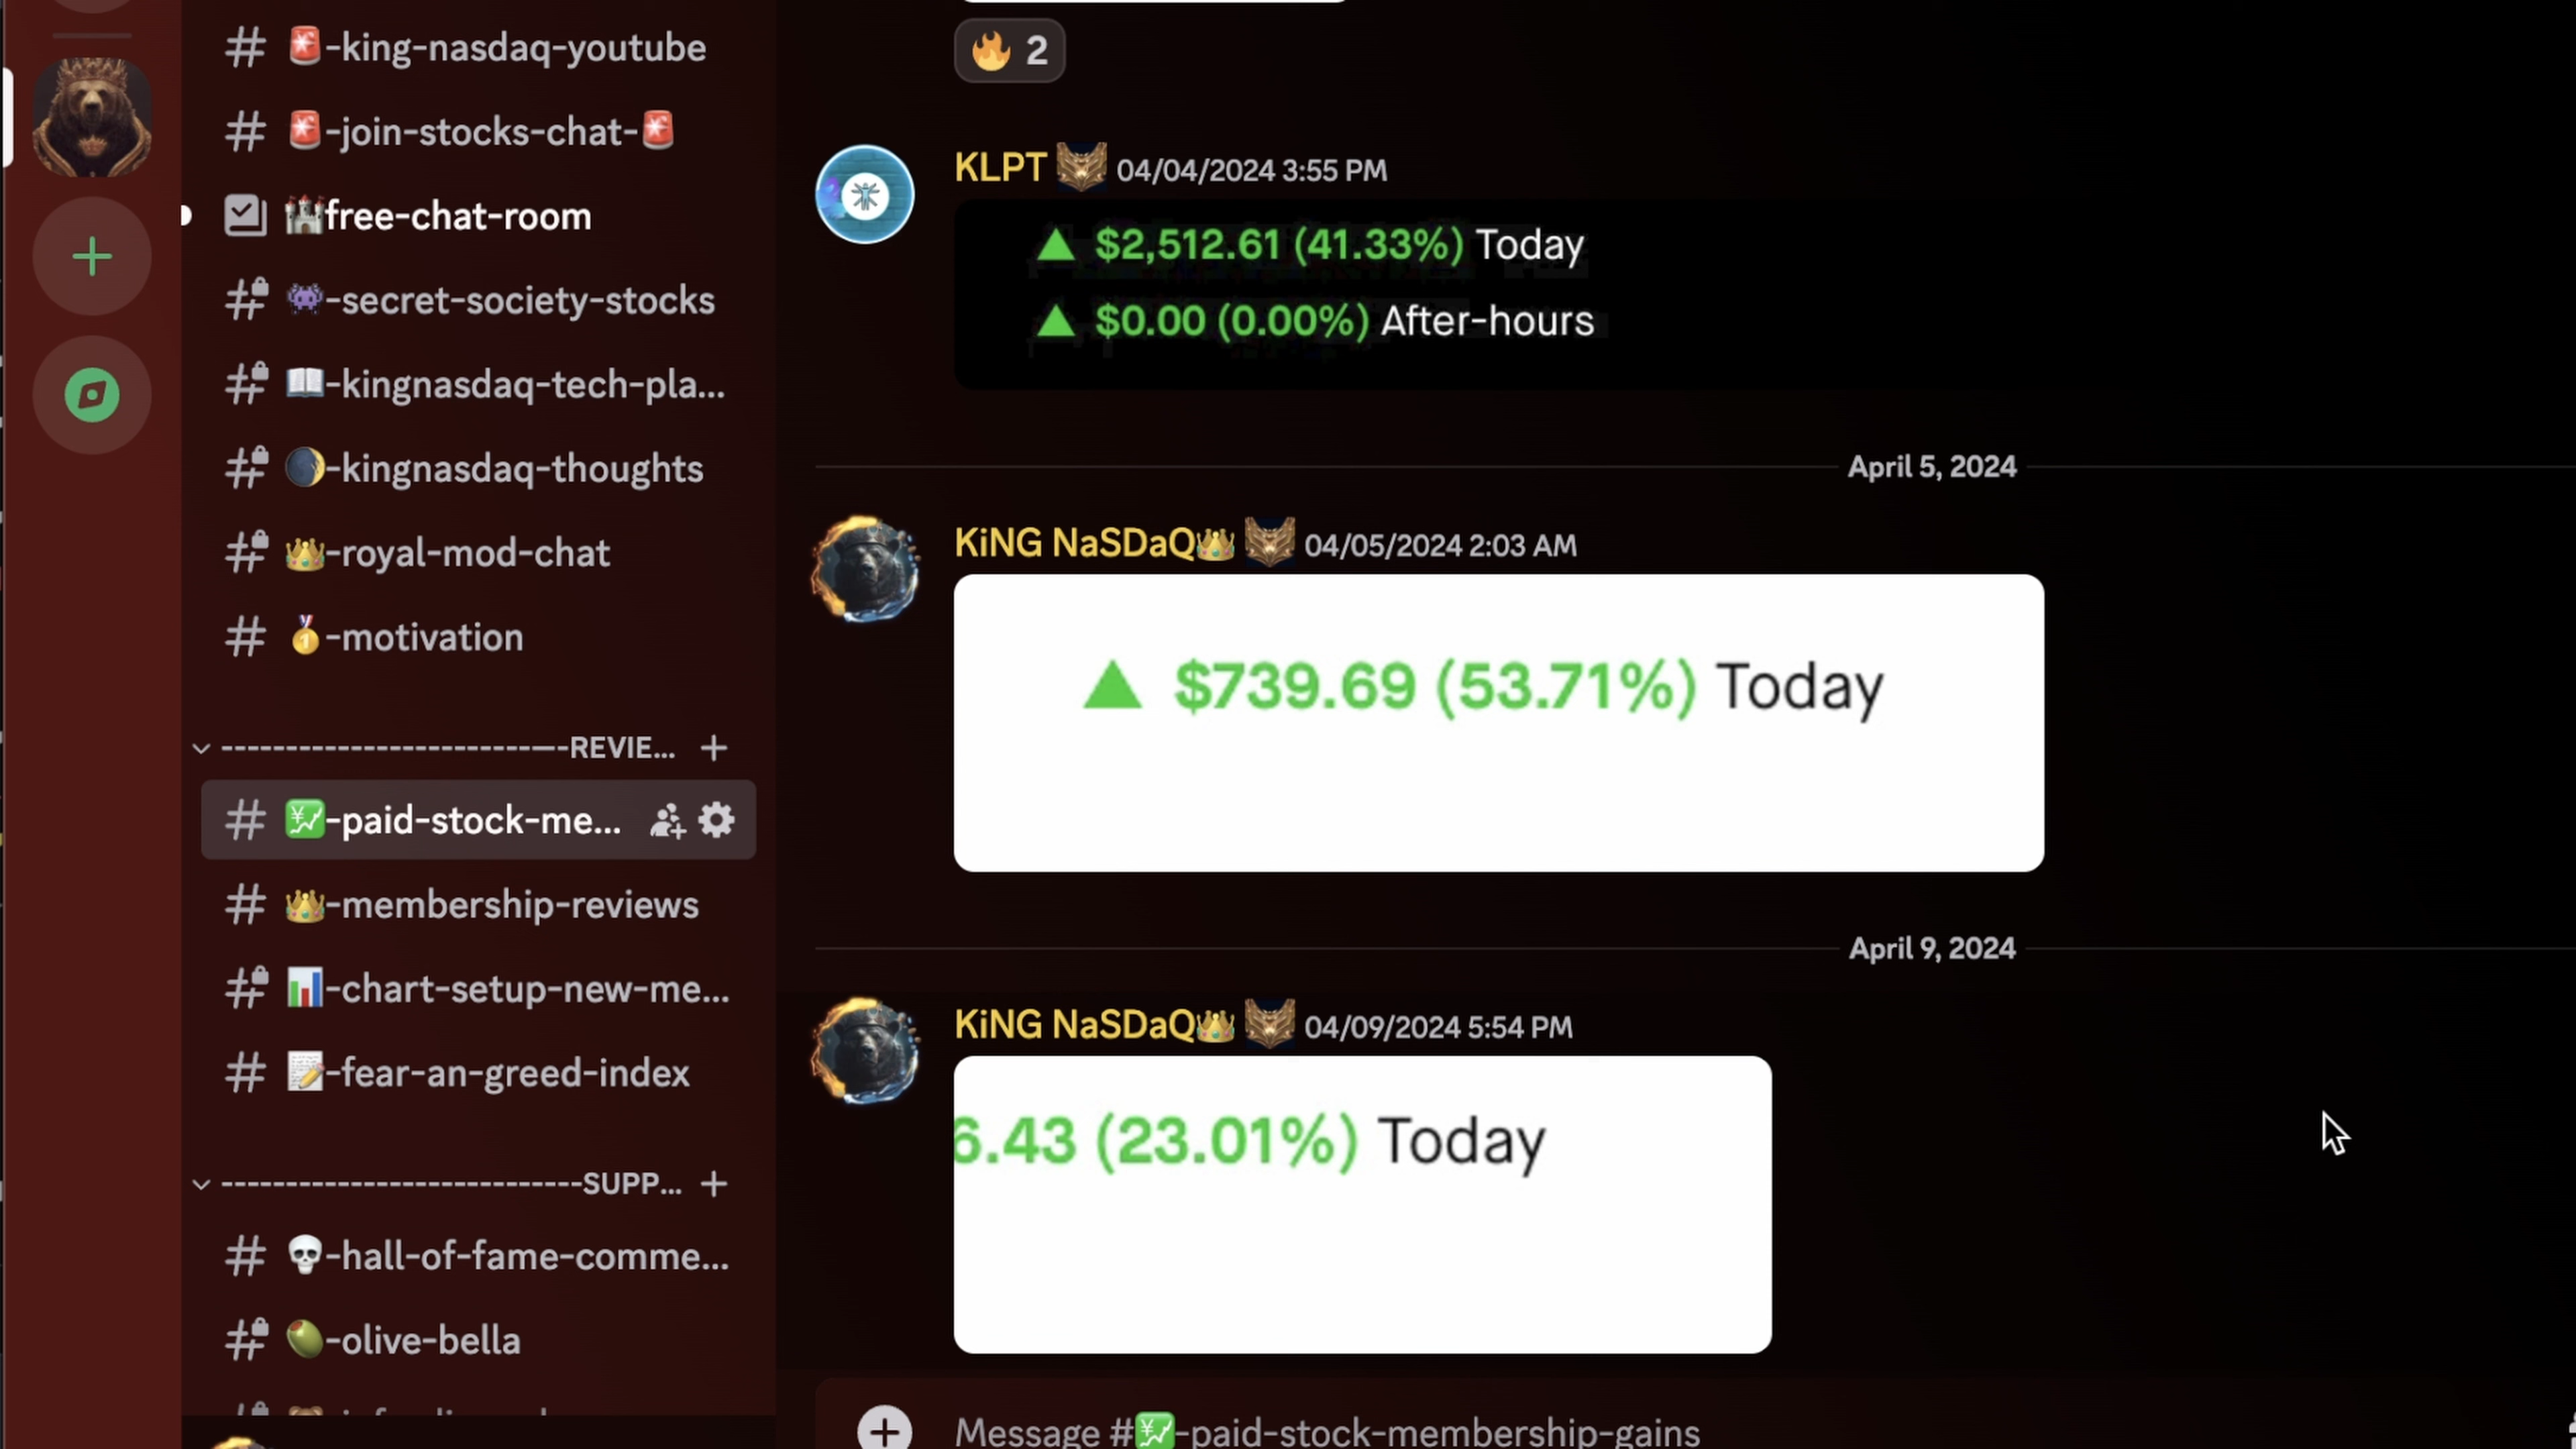 -king-nasdaq-youtube
-join-stocks-chat-
free-chat-room
-secret-society-stocks
-kingnasdaq-tech-pla...
-kingnasdaq-thoughts
-royal-mod-chat
-motivation
---------------------------REVIE...
-paid-stock-me...
-membership-reviews
-chart-setup-new-me...
-fear-an-greed-index
----------------------------SUPP...
-hall-of-fame-comme...
-olive-bella
2
KLPT 04/04/2024 3:55 PM
▲ $2,512.61 (41.33%) Today
▲ $0.00 (0.00%) After-hours
April 5, 2024
KiNG NaSDaQ 04/05/2024 2:03 AM
▲ $739.69 (53.71%) Today
April 9, 2024
KiNG NaSDaQ 04/09/2024 5:54 PM
6.43 (23.01%) Today
Message #-paid-stock-membership-gains